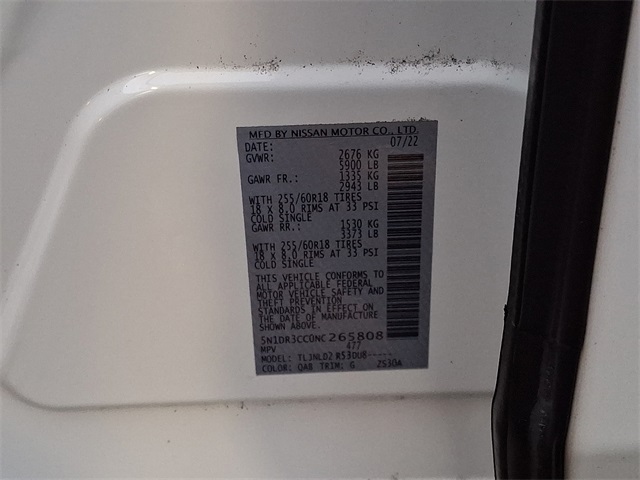 MFD BY NISSAN MOTOR CO., LTD.
DATE: 07/22
GVWR: 2676 KG
5900 LB
GAWR FR.: 1335 KG
2943 LB
WITH 255/60R18 TIRES
18 x 8.0 RIMS AT 33 PSI
COLD SINGLE
GAWR RR.: 1530 KG
3373 LB
WITH 255/60R18 TIRES
18 x 8.0 RIMS AT 33 PSI
COLD SINGLE
THIS VEHICLE CONFORMS TO
ALL APPLICABLE FEDERAL
MOTOR VEHICLE SAFETY AND
THEFT PREVENTION
STANDARDS IN EFFECT ON
THE DATE OF MANUFACTURE
SHOWN ABOVE.
5N1DR3CC0NC265808
MPV 477
MODEL: TLJNLD2 R53DU8-----
COLOR: QAB TRIM: G 2S30A